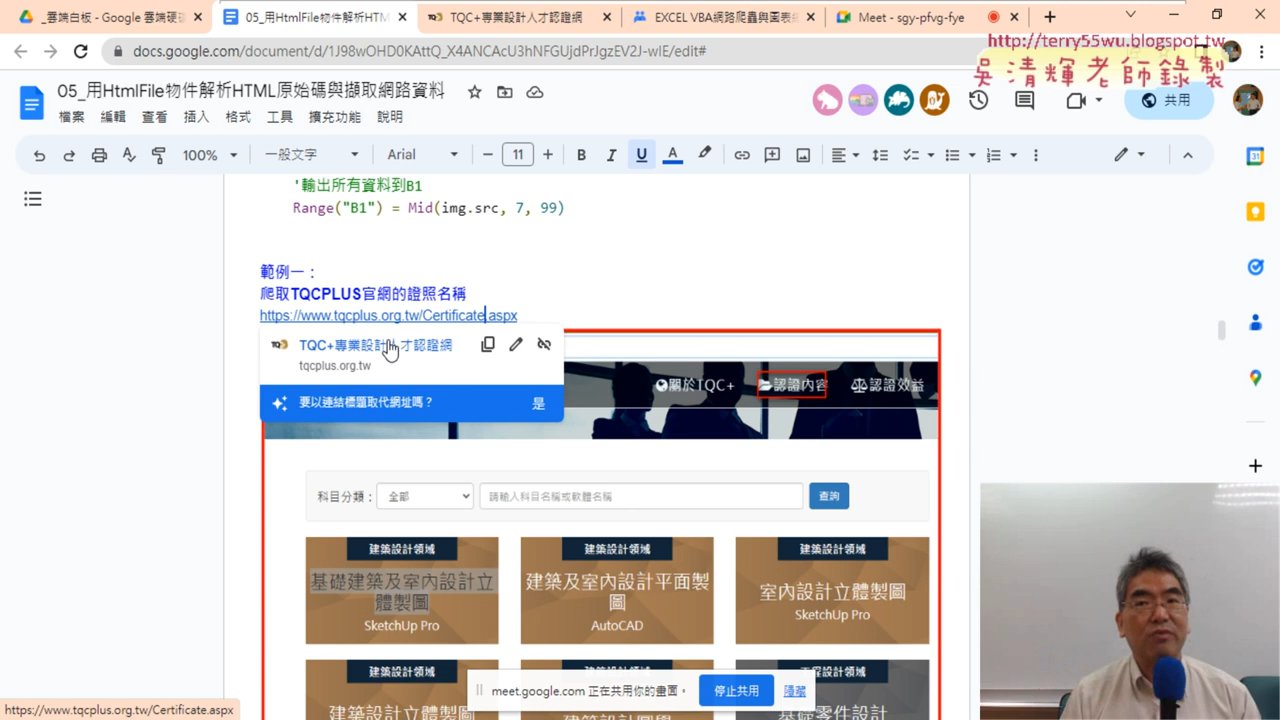 _雲端白板 - Google 雲端硬碟
05_用HtmlFile物件解析HTM
TQC+專業設計人才認證網
EXCEL VBA網路爬蟲與圖表
Meet - sgy-pfvg-fye
docs.google.com/document/d/1J98wOHD0KAttQ_X4ANCAcU3hNFGUjdPrJgzEV2J-wIE/edit#
http://terry55wu.blogspot.tw
吳清輝老師錄製
05_用HtmlFile物件解析HTML原始碼與擷取網路資料
共用
檔案 編輯 查看 插入 格式 工具 擴充功能 說明
100% 一般文字 Arial 11 B I U A
'輸出所有資料到B1
Range("B1") = Mid(img.src, 7, 99)
範例一：
爬取TQCPLUS官網的證照名稱
https://www.tqcplus.org.tw/Certificate.aspx
TQC+專業設計人才認證網
tqcplus.org.tw
要以連結標題取代網址嗎？ 是
關於TQC+ 認證內容 認證效益
科目分類： 全部 請輸入科目名稱或軟體名稱 查詢
建築設計領域 建築設計領域 建築設計領域
基礎建築及室內設計立體製圖
SketchUp Pro
建築及室內設計平面製圖
AutoCAD
室內設計立體製圖
SketchUp Pro
建築設計領域
建築設計立體製圖
工程設計領域
基礎零件設計
meet.google.com 正在共用你的畫面。 停止共用 隱藏
https://www.tqcplus.org.tw/Certificate.aspx